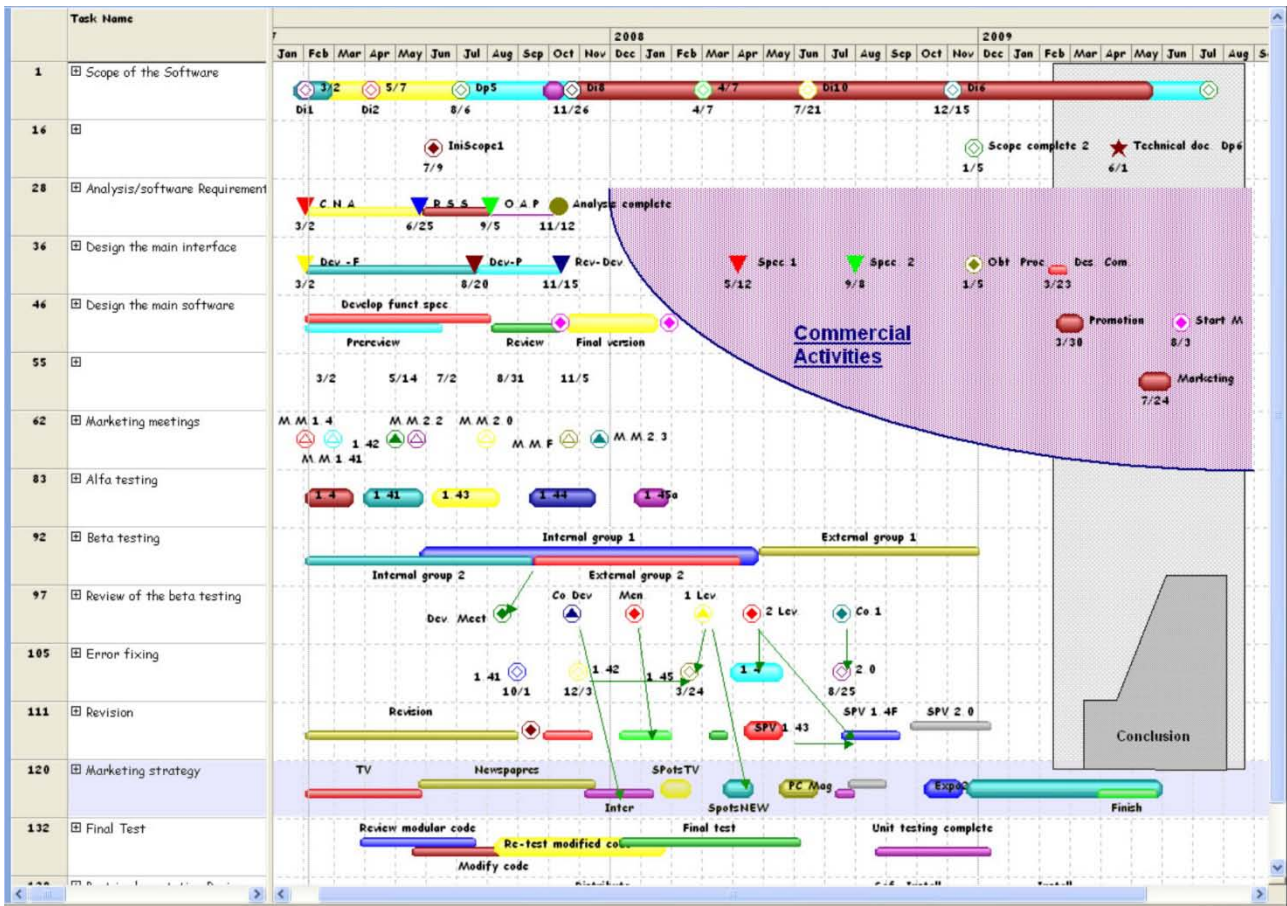 Task Name
2008
2009
Jan Feb Mar Apr May Jun Jul Aug Sep Oct Nov Dec Jan Feb Mar Apr May Jun Jul Aug Sep Oct Nov Dec Jan Feb Mar Apr May Jun Jul Aug
1 Scope of the Software
3/2 5/7 Dp5 Di8 4/7 Di10 Di6
Di1 Di2 8/6 11/26 4/7 7/21 12/15
16
IniScope1 Scope complete 2 Technical doc Dp6
7/9 1/5 6/1
28 Analysis/software Requirement
C N A R S S O A P Analysis complete
3/2 6/25 9/5 11/12
36 Design the main interface
Dev -F Dev-P Rev-Dev Spec 1 Spec 2 Obt Proc Des Com
3/2 8/20 11/15 5/12 9/8 1/5 3/23
46 Design the main software
Develop funct spec
Prereview Review Final version
Promotion Start M
3/30 8/3
Commercial
Activities
55
3/2 5/14 7/2 8/31 11/5
Marketing
7/24
62 Marketing meetings
M M 1 4 M M 2 2 M M 2 0
1 42 M M F M M 2 3
M M 1 41
83 Alfa testing
1 4 1 41 1 43 1 44 1 45a
92 Beta testing
Internal group 1 External group 1
Internal group 2 External group 2
97 Review of the beta testing
Co Dev Men 1 Lev
Dev Meet 2 Lev Co 1
105 Error fixing
1 41 1 42 1 45 1 4 2 0
10/1 12/3 3/24 8/25
111 Revision
Revision SPV 1 4F SPV 2 0
SPV 1 43
Conclusion
120 Marketing strategy
TV Newspapres SPotsTV
PC Mag
Inter SpotsNEW Finish
132 Final Test
Review modular code Final test Unit testing complete
Re-test modified code
Modify code